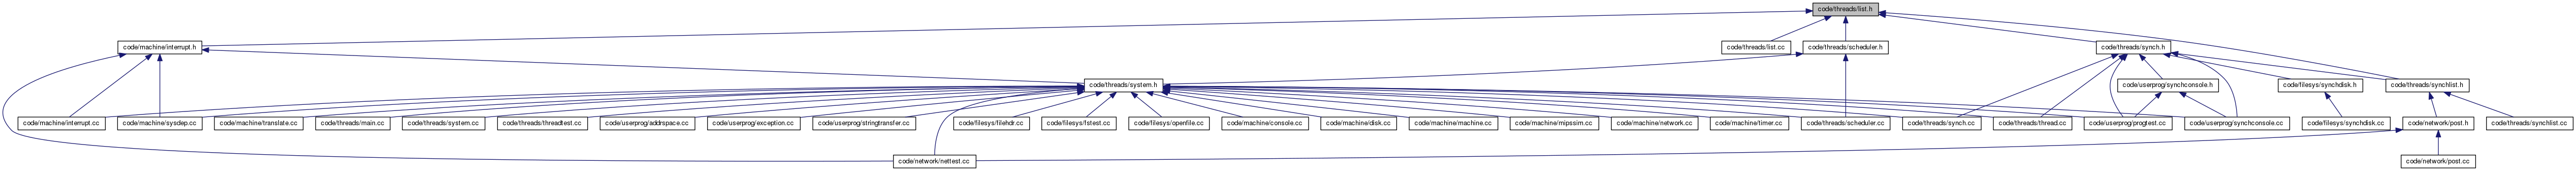 code/threads/list.h
code/machine/interrupt.h
code/threads/list.cc
code/threads/scheduler.h
code/threads/synch.h
code/threads/system.h
code/userprog/synchconsole.h
code/filesys/synchdisk.h
code/threads/synchlist.h
code/machine/interrupt.cc
code/machine/sysdep.cc
code/machine/translate.cc
code/threads/main.cc
code/threads/system.cc
code/threads/threadtest.cc
code/userprog/addrspace.cc
code/userprog/exception.cc
code/userprog/stringtransfer.cc
code/filesys/filehdr.cc
code/filesys/fstest.cc
code/filesys/openfile.cc
code/machine/console.cc
code/machine/disk.cc
code/machine/machine.cc
code/machine/mipssim.cc
code/machine/network.cc
code/machine/timer.cc
code/threads/scheduler.cc
code/threads/synch.cc
code/threads/thread.cc
code/userprog/progtest.cc
code/userprog/synchconsole.cc
code/filesys/synchdisk.cc
code/network/post.h
code/threads/synchlist.cc
code/network/nettest.cc
code/network/post.cc